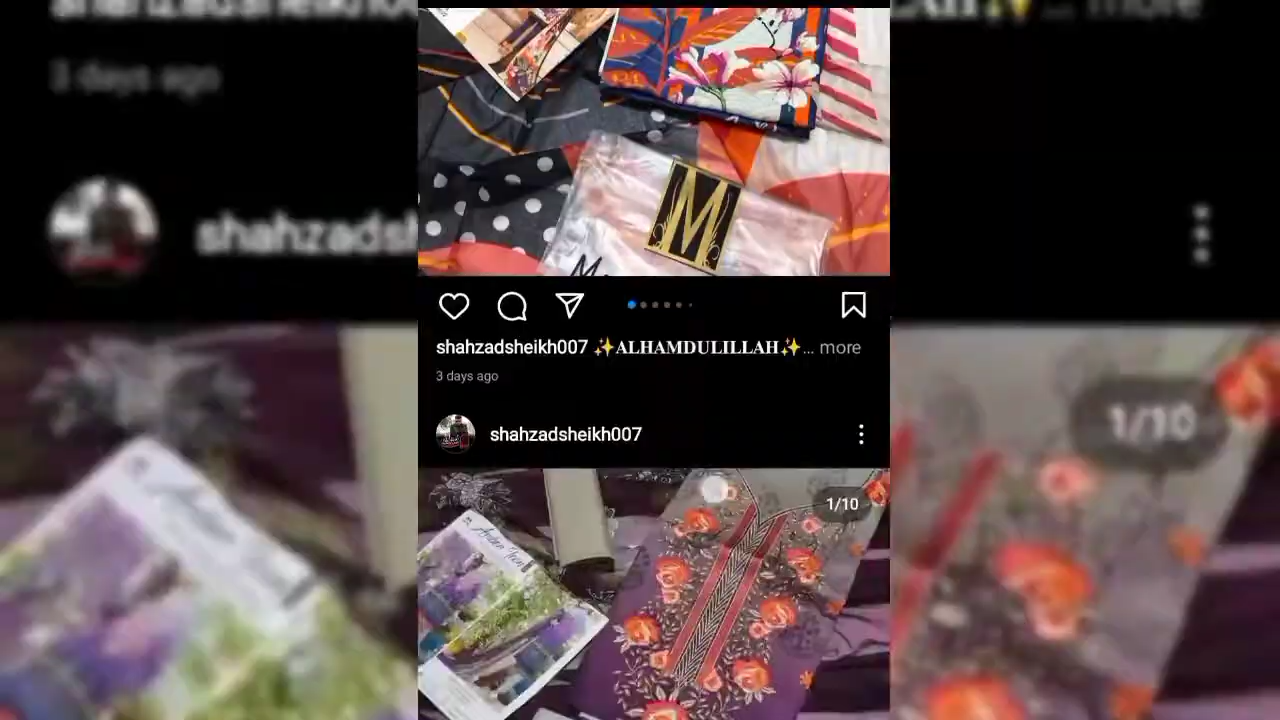 M
shahzadsheikh007 ✨ALHAMDULILLAH✨... more
3 days ago
shahzadsheikh007
1/10